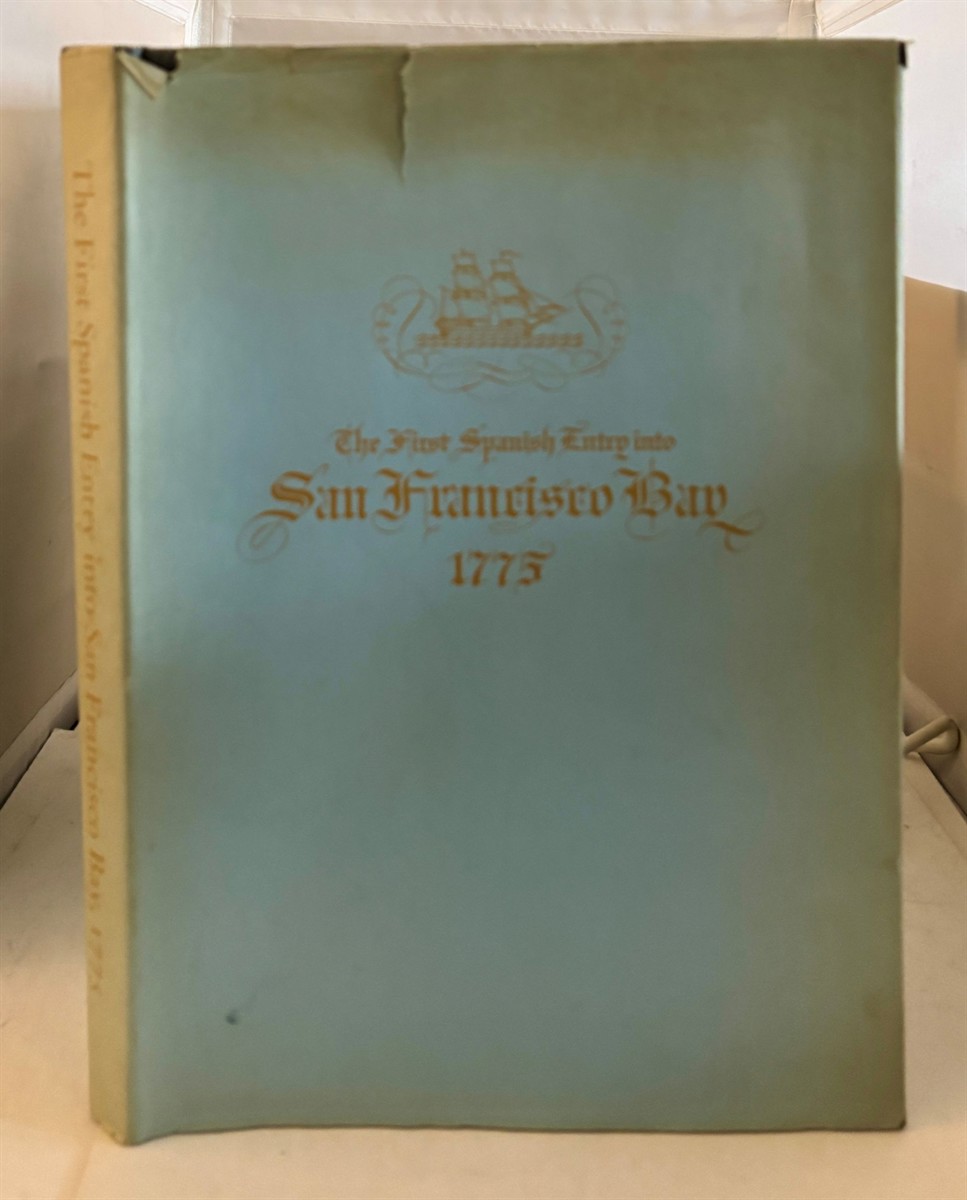 The First Spanish Entry into San Francisco Bay, 1775
The First Spanish Entry into
San Francisco Bay
1775